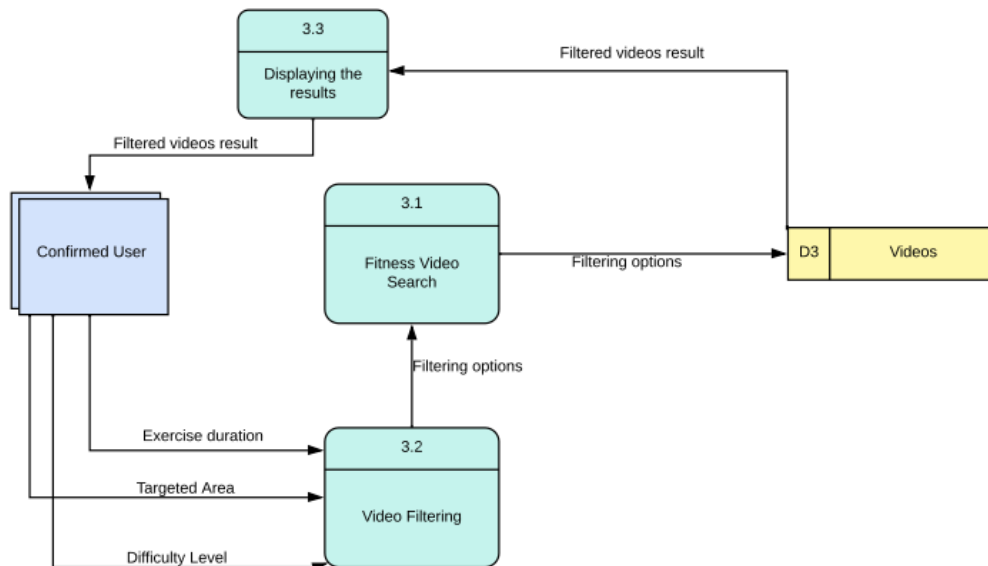 3.3
Displaying the
results
Filtered videos result
Filtered videos result
3.1
Fitness Video
Search
Confirmed User
D3
Videos
Filtering options
Filtering options
Exercise duration
3.2
Targeted Area
Video Filtering
Difficulty Level